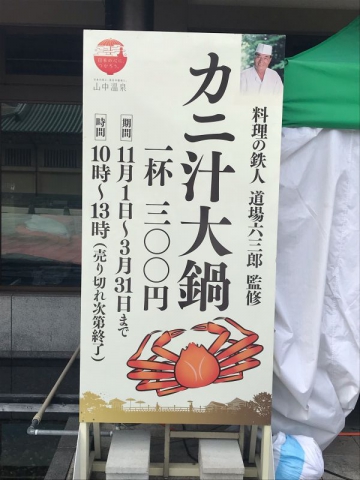 料理の鉄人 道場六三郎 監修
カニ汁大鍋
一杯 三〇〇円
期間 11月1日～3月31日まで
時間 10時～13時(売り切れ次第終了)
山中温泉